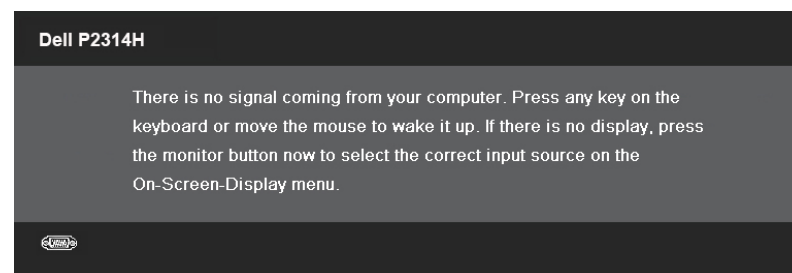 Dell P2314H
There is no signal coming from your computer. Press any key on the
keyboard or move the mouse to wake it up. If there is no display, press
the monitor button now to select the correct input source on the
On-Screen-Display menu.